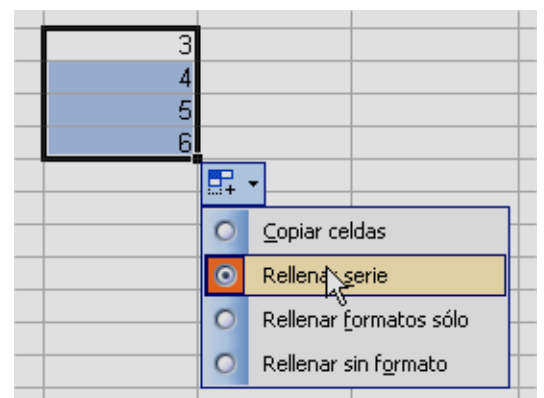 3
4
5
6
Copiar celdas
Rellenar serie
Rellenar formatos sólo
Rellenar sin formato